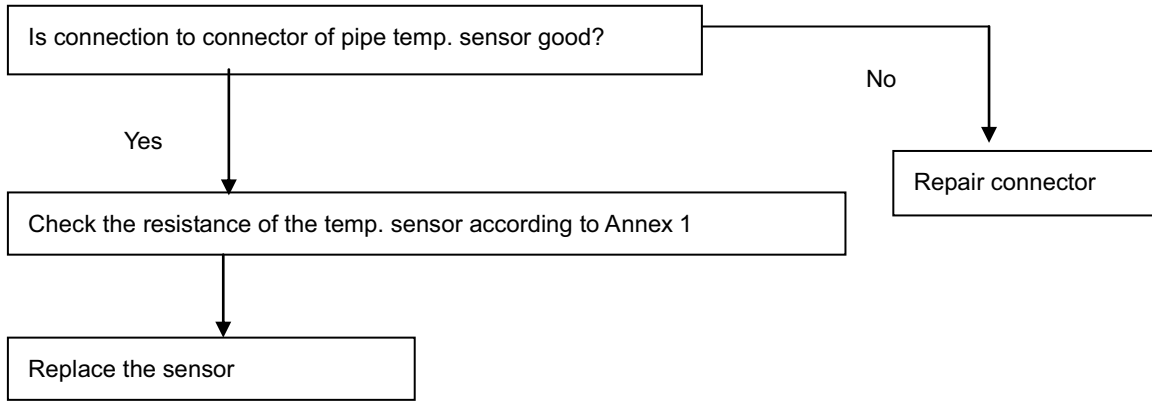 Is connection to connector of pipe temp. sensor good?
No
Yes
Repair connector
Check the resistance of the temp. sensor according to Annex 1
Replace the sensor